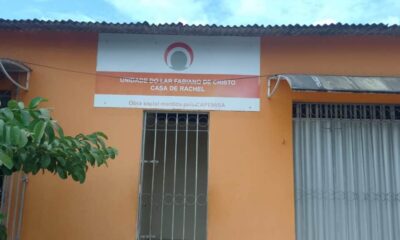 UNIDADE DO LAR FABIANO DE CRISTO
CASA DE RACHEL
Obra social mantida pela CAPEMISA